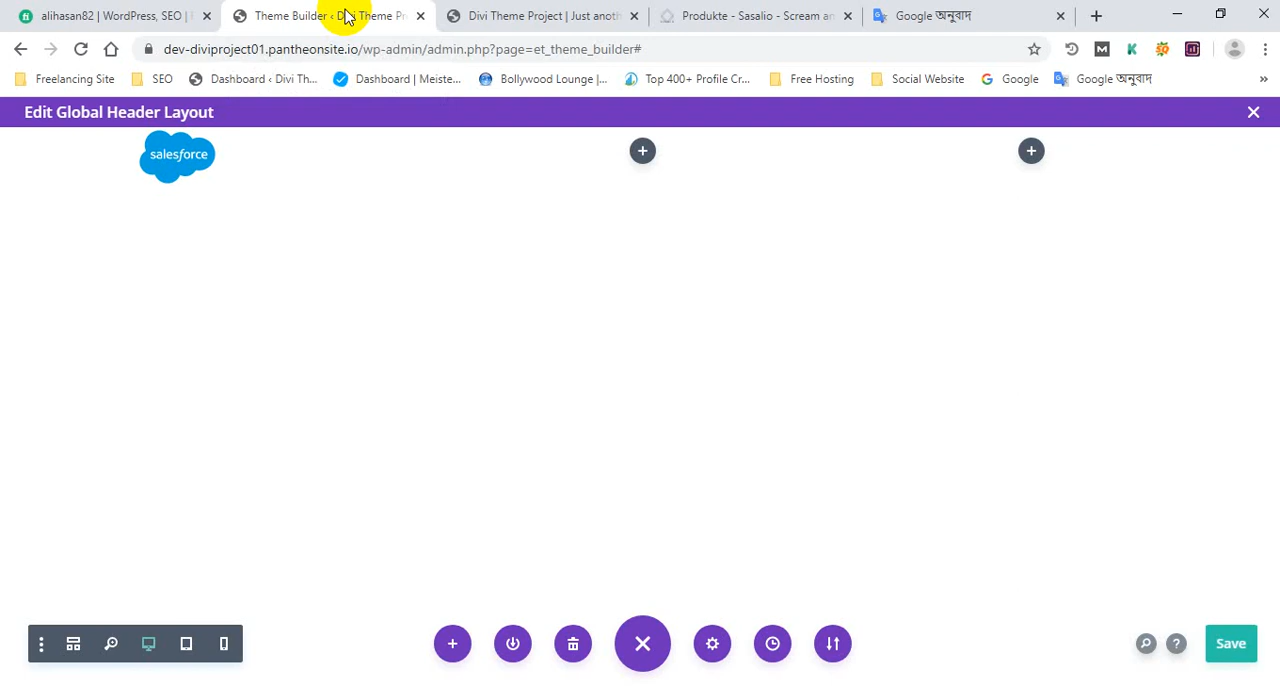 alihasan82 | WordPress, SEO |
Theme Builder ‹ Divi Theme Pr
Divi Theme Project | Just anoth
Produkte - Sasalio - Scream an
Google অনুবাদ
dev-diviproject01.pantheonsite.io/wp-admin/admin.php?page=et_theme_builder#
Freelancing Site
SEO
Dashboard ‹ Divi Th...
Dashboard | Meiste...
Bollywood Lounge |...
Top 400+ Profile Cr...
Free Hosting
Social Website
Google
Google অনুবাদ
»
Edit Global Header Layout
salesforce
Save